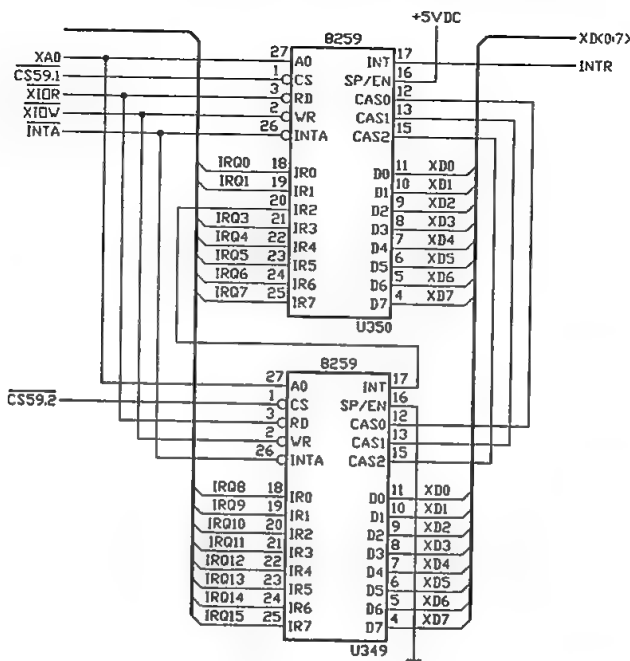 +5VDC
8259
XA0 27 A0 INT 17 XD(0:7)
CS59.1 1 CS SP/EN 16 INTR
XIOR 3 RD CAS0 12
XIOW 2 WR CAS1 13
INTA 26 INTA CAS2 15
IRQ0 18 IR0 D0 11 XD0
IRQ1 19 IR1 D1 10 XD1
20 IR2 D2 9 XD2
IRQ3 21 IR3 D3 8 XD3
IRQ4 22 IR4 D4 7 XD4
IRQ5 23 IR5 D5 6 XD5
IRQ6 24 IR6 D6 5 XD6
IRQ7 25 IR7 D7 4 XD7
U350
8259
27 A0 INT 17
CS59.2 1 CS SP/EN 16
3 RD CAS0 12
2 WR CAS1 13
26 INTA CAS2 15
IRQ8 18 IR0 D0 11 XD0
IRQ9 19 IR1 D1 10 XD1
IRQ10 20 IR2 D2 9 XD2
IRQ11 21 IR3 D3 8 XD3
IRQ12 22 IR4 D4 7 XD4
IRQ13 23 IR5 D5 6 XD5
IRQ14 24 IR6 D6 5 XD6
IRQ15 25 IR7 D7 4 XD7
U349